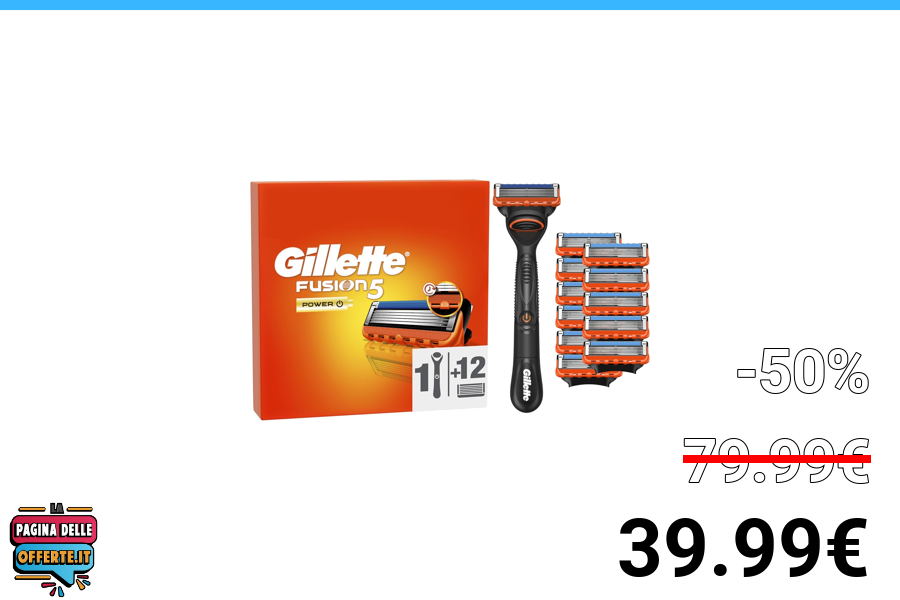 Gillette
FUSION5
POWER
1 +12
Gillette
-50%
79.99€
39.99€
LA
PAGINA DELLE
OFFERTE.IT